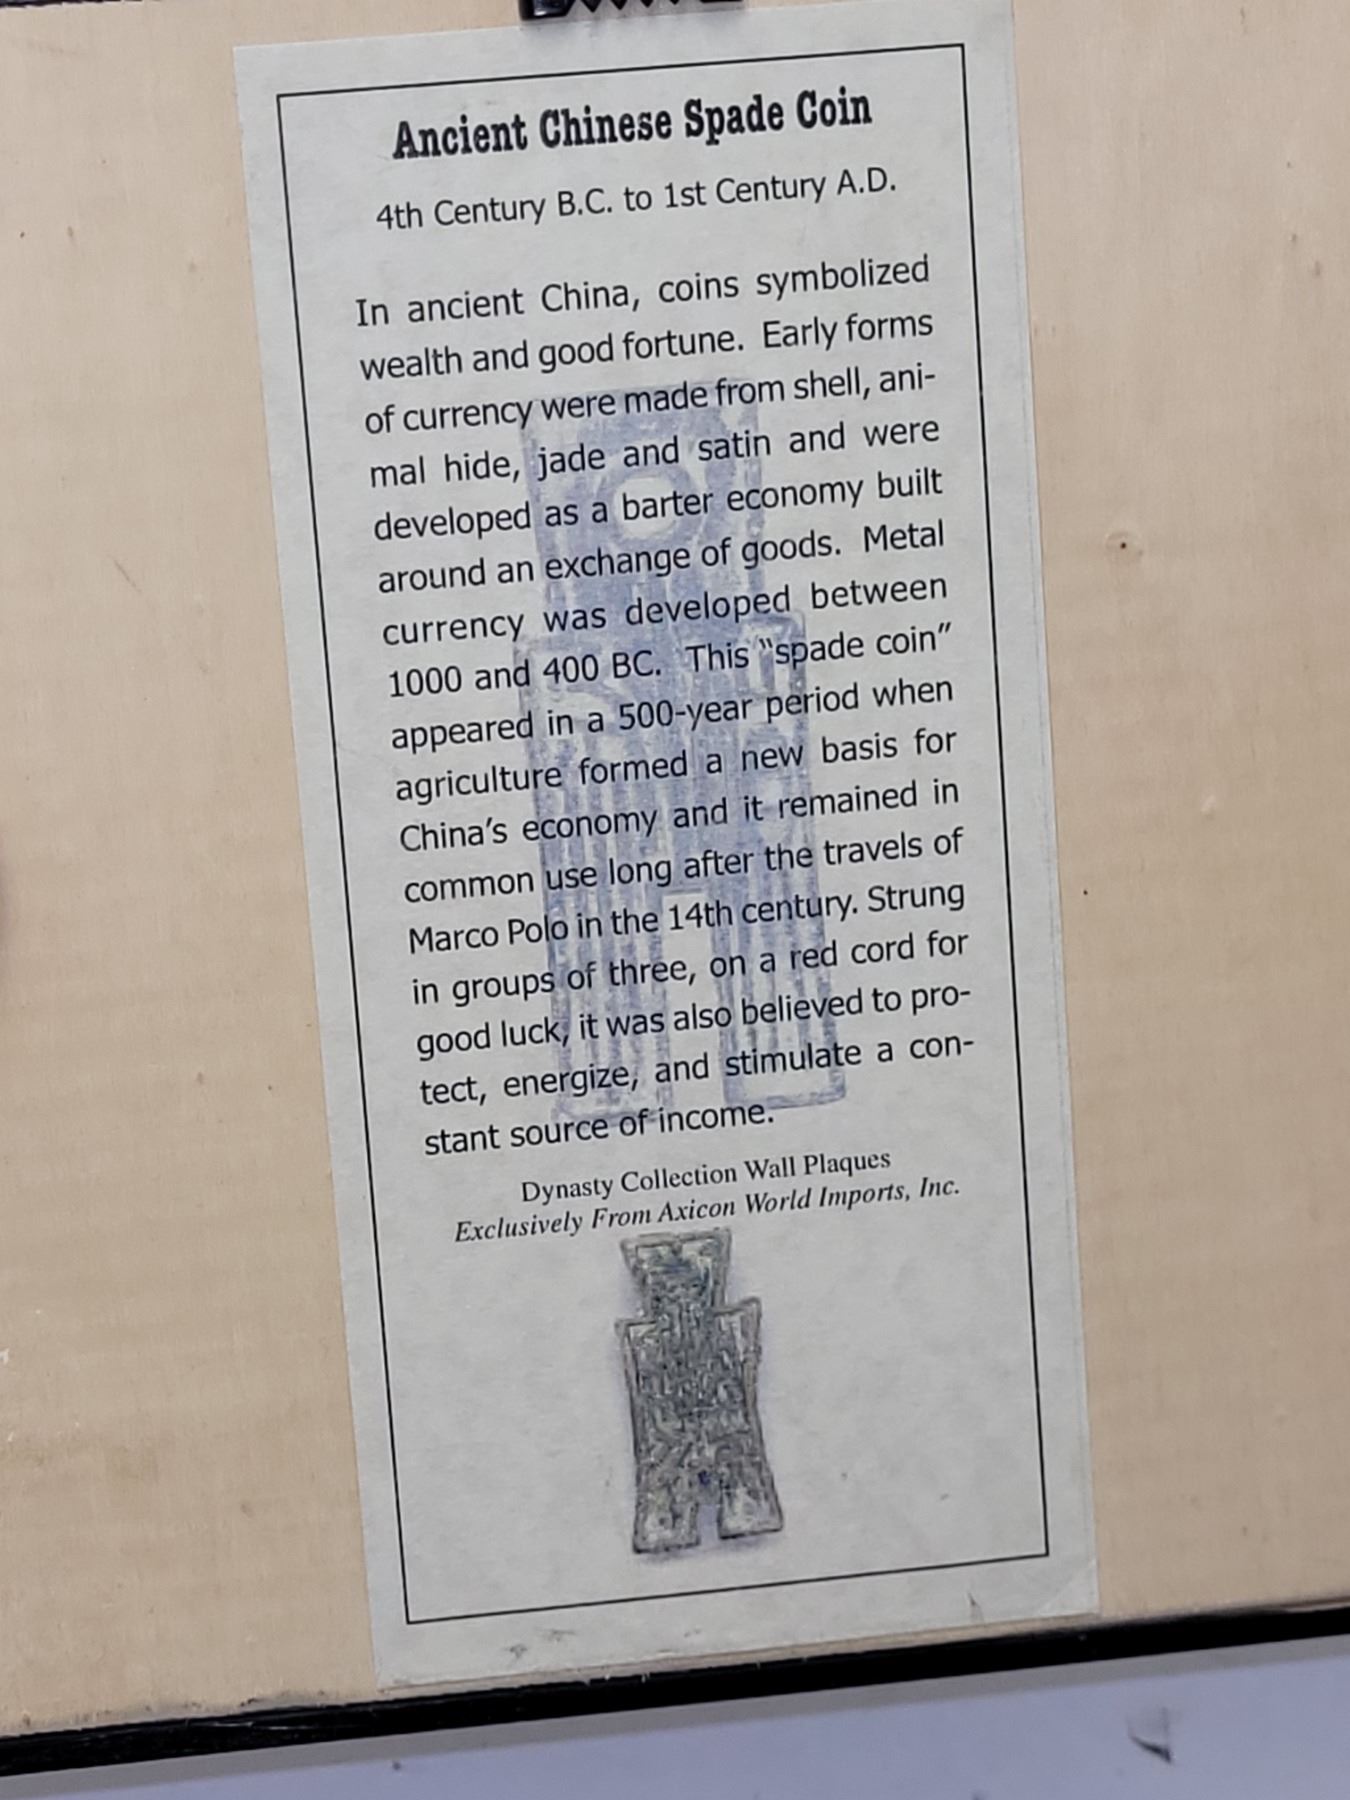 Ancient Chinese Spade Coin
4th Century B.C. to 1st Century A.D.
In ancient China, coins symbolized
wealth and good fortune. Early forms
of currency were made from shell, ani-
mal hide, jade and satin and were
developed as a barter economy built
around an exchange of goods. Metal
currency was developed between
1000 and 400 BC. This "spade coin"
appeared in a 500-year period when
agriculture formed a new basis for
China's economy and it remained in
common use long after the travels of
Marco Polo in the 14th century. Strung
in groups of three, on a red cord for
good luck, it was also believed to pro-
tect, energize, and stimulate a con-
stant source of income.
Dynasty Collection Wall Plaques
Exclusively From Axicon World Imports, Inc.